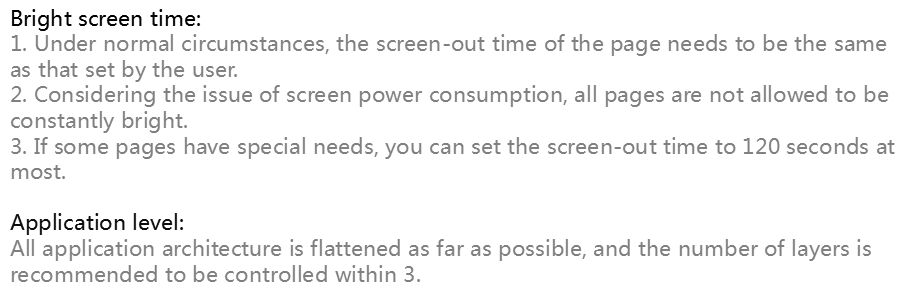 Bright screen time:
1. Under normal circumstances, the screen-out time of the page needs to be the same
as that set by the user.
2. Considering the issue of screen power consumption, all pages are not allowed to be
constantly bright.
3. If some pages have special needs, you can set the screen-out time to 120 seconds at
most.
Application level:
All application architecture is flattened as far as possible, and the number of layers is
recommended to be controlled within 3.